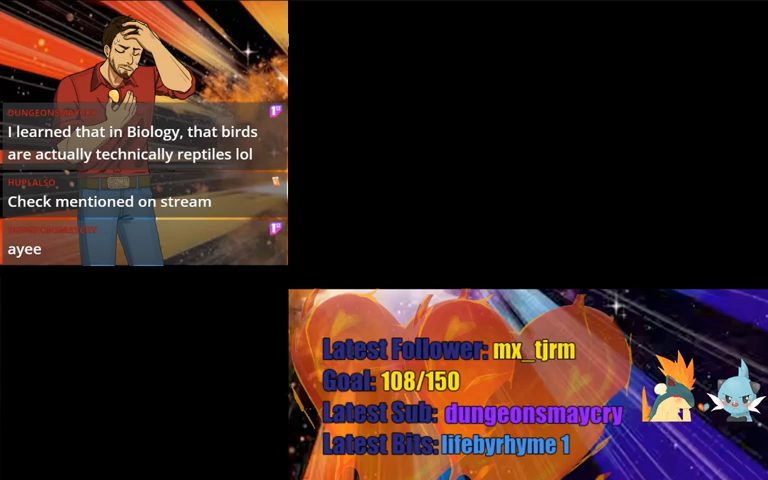 I learned that in Biology, that birds
are actually technically reptiles lol
HUPLALSO
Check mentioned on stream
ayee
Latest Follower: mx_tjrm
Goal: 108/150
Latest Sub: dungeonsmaycry
Latest Bits: lifebyrhyme 1